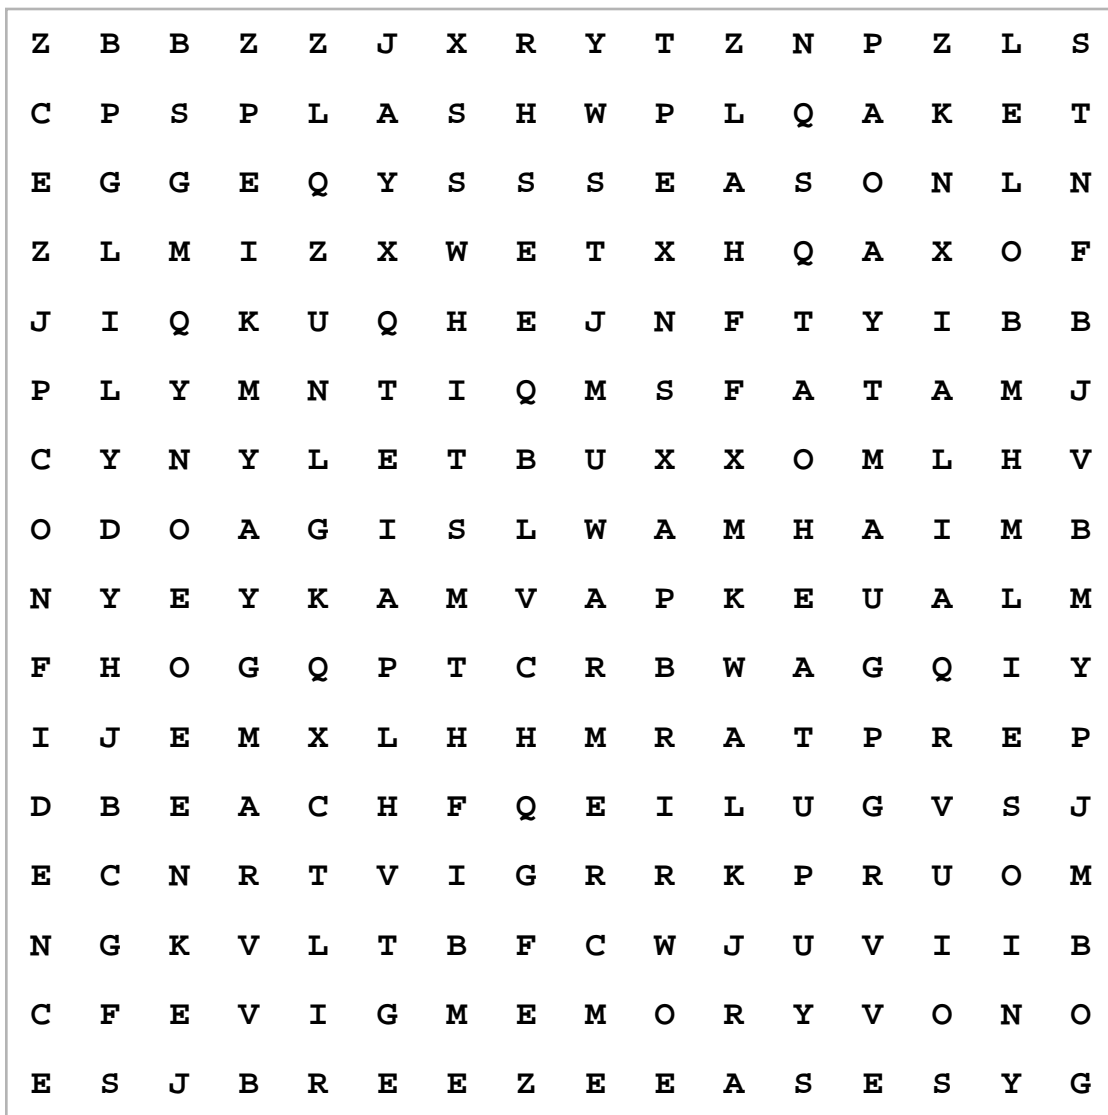 Z B B Z Z J X R Y T Z N P Z L S
C P S P L A S H W P L Q A K E T
E G G E Q Y S S S E A S O N L N
Z L M I Z X W E T X H Q A X O F
J I Q K U Q H E J N F T Y I B B
P L Y M N T I Q M S F A T A M J
C Y N Y L E T B U X X O M L H V
O D O A G I S L W A M H A I M B
N Y E Y K A M V A P K E U A L M
F H O G Q P T C R B W A G Q I Y
I J E M X L H H M R A T P R E P
D B E A C H F Q E I L U G V S J
E C N R T V I G R R K P R U O M
N G K V L T B F C W J U V I I B
C F E V I G M E M O R Y V O N O
E S J B R E E Z E E A S E S Y G